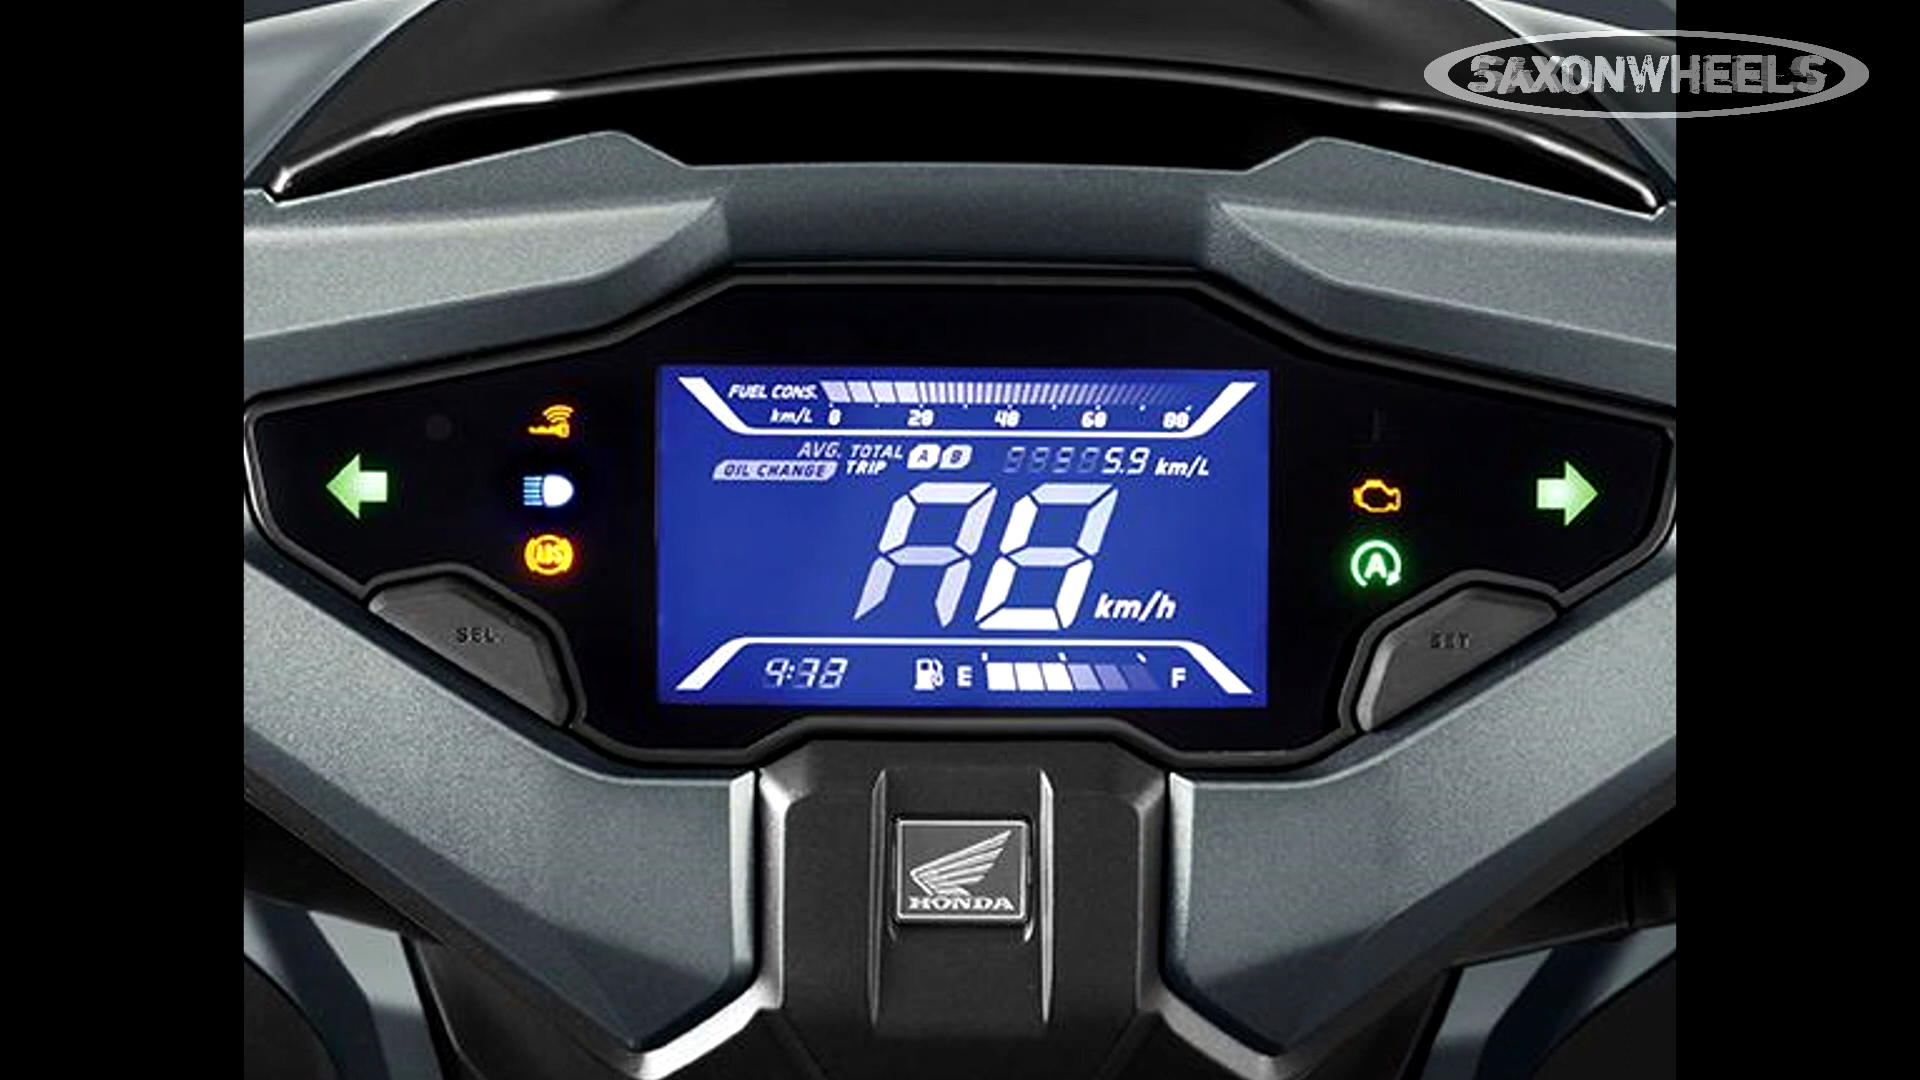 SAXONWHEELS
FUEL CONS.
km/L 0 20 40 60 80
AVG. TOTAL A B 5.9 km/L
OIL CHANGE TRIP
km/h
E F
ABS
A
SEL
SET
HONDA